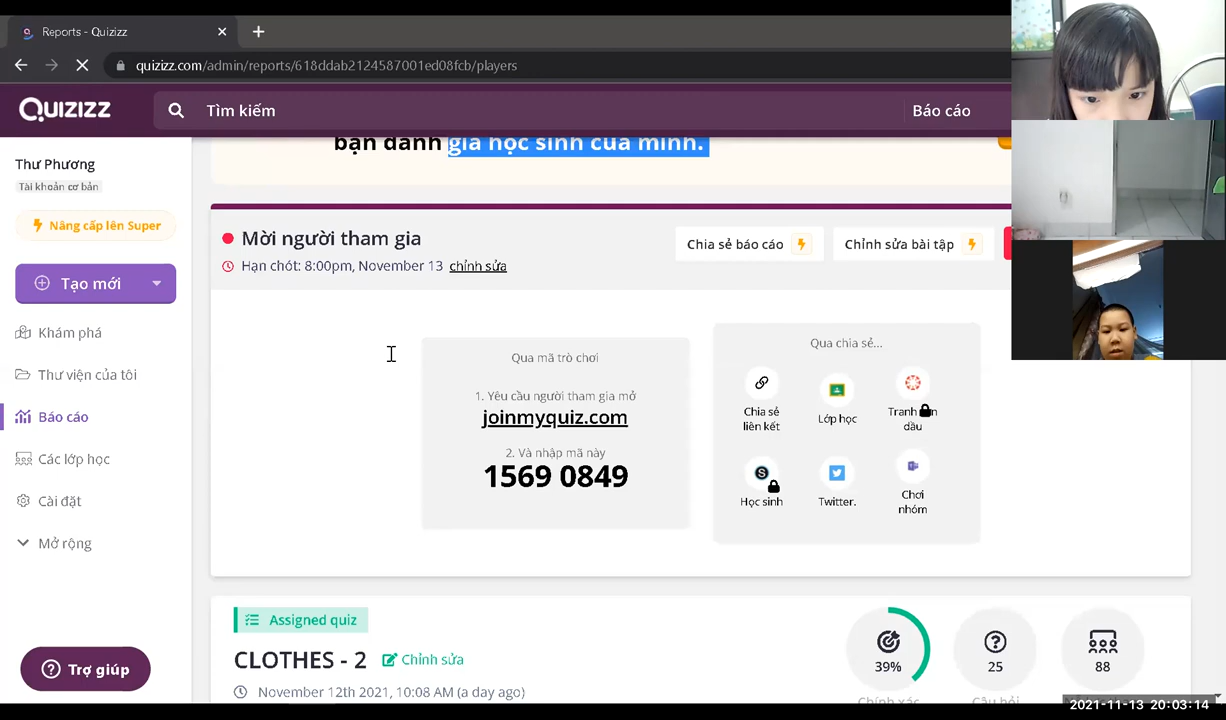 Reports - Quizizz
quizizz.com/admin/reports/618ddab2124587001ed08fcb/players
QUIZIZZ
Tìm kiếm
Báo cáo
bạn đánh giá học sinh của mình.
Thư Phương
Tài khoản cơ bản
Nâng cấp lên Super
Tạo mới
Khám phá
Thư viện của tôi
Báo cáo
Các lớp học
Cài đặt
Mở rộng
Trợ giúp
Mời người tham gia
Hạn chót: 8:00pm, November 13 chỉnh sửa
Chia sẻ báo cáo
Chỉnh sửa bài tập
Qua mã trò chơi
1. Yêu cầu người tham gia mở
joinmyquiz.com
2. Và nhập mã này
1569 0849
Qua chia sẻ...
Chia sẻ liên kết
Lớp học
dầu
Học sinh
Twitter.
Chơi nhóm
Assigned quiz
CLOTHES - 2 Chỉnh sửa
November 12th 2021, 10:08 AM (a day ago)
39%
25
88
Chính xác
Câu hỏi
2021-11-13 20:03:14